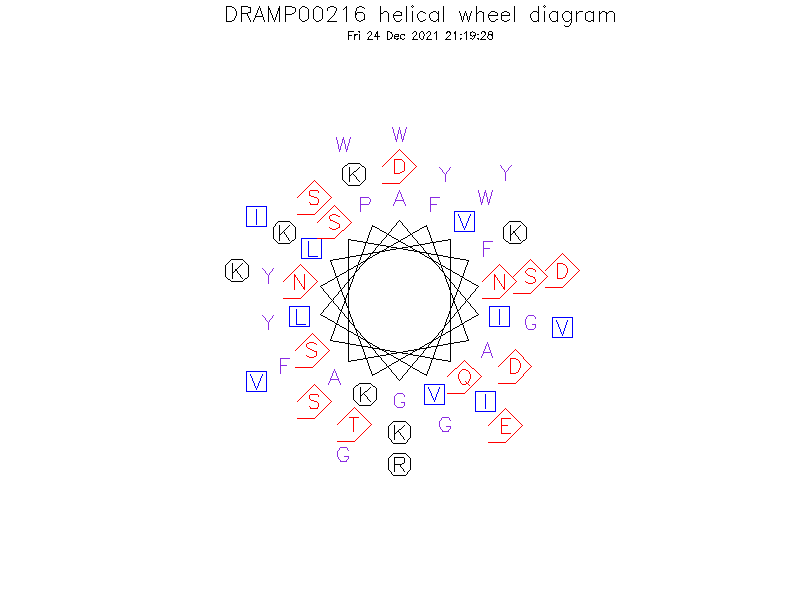 DRAMP00216 helical wheel diagram
Fri 24 Dec 2021 21:19:28
W W
K D Y Y
S P A F W
I S V
K K
L F
K Y N N S D
Y L I G V
S A
F D
V A Q
S K G V I
T K G E
G R